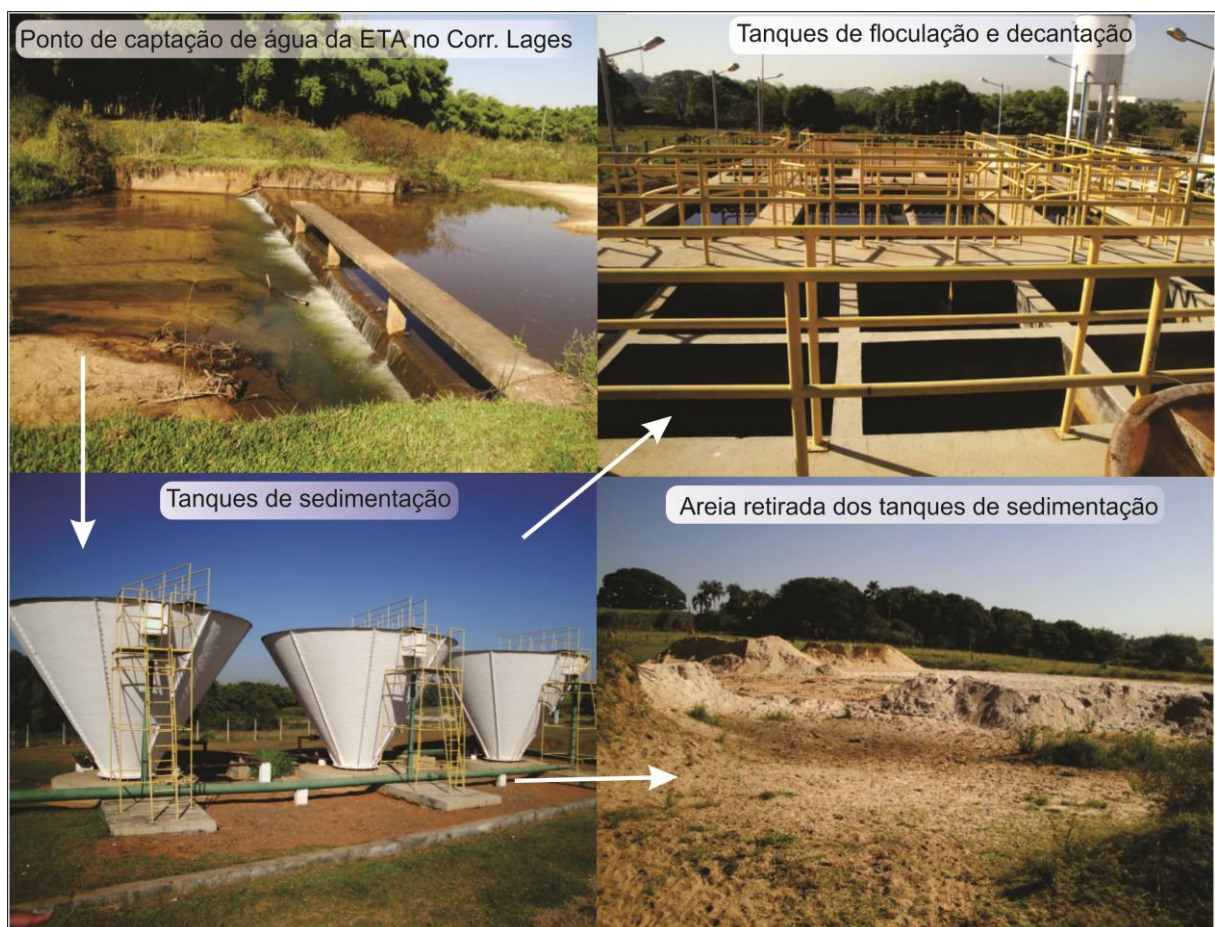 Ponto de captação de água da ETA no Corr. Lages
Tanques de floculação e decantação
Tanques de sedimentação
Areia retirada dos tanques de sedimentação